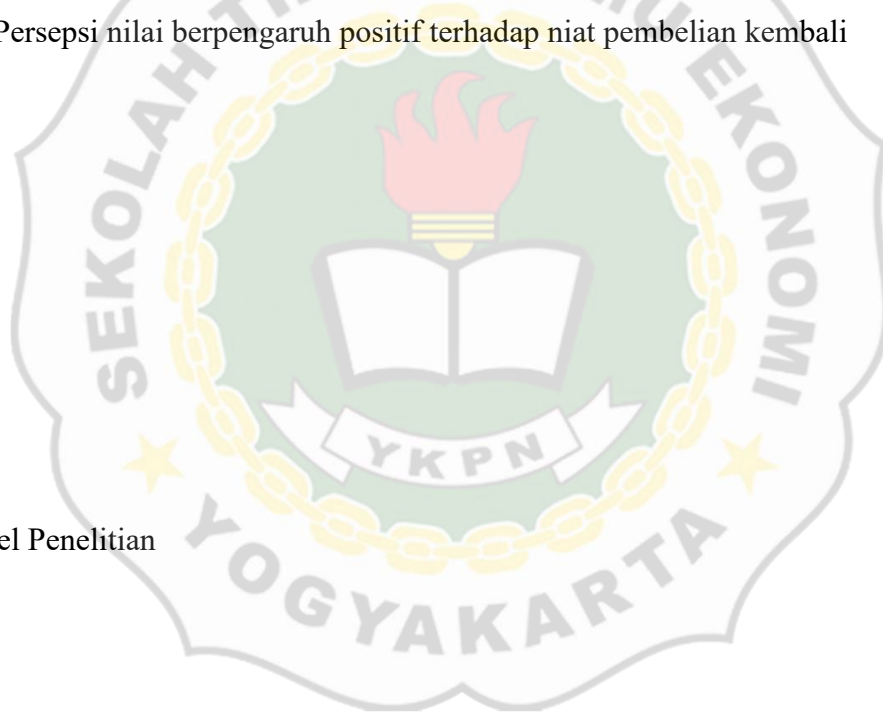 Persepsi nilai berpengaruh positif terhadap niat pembelian kembali
SEKOLAH
EKONOMI
YKPN
el Penelitian
YOGYAKARTA